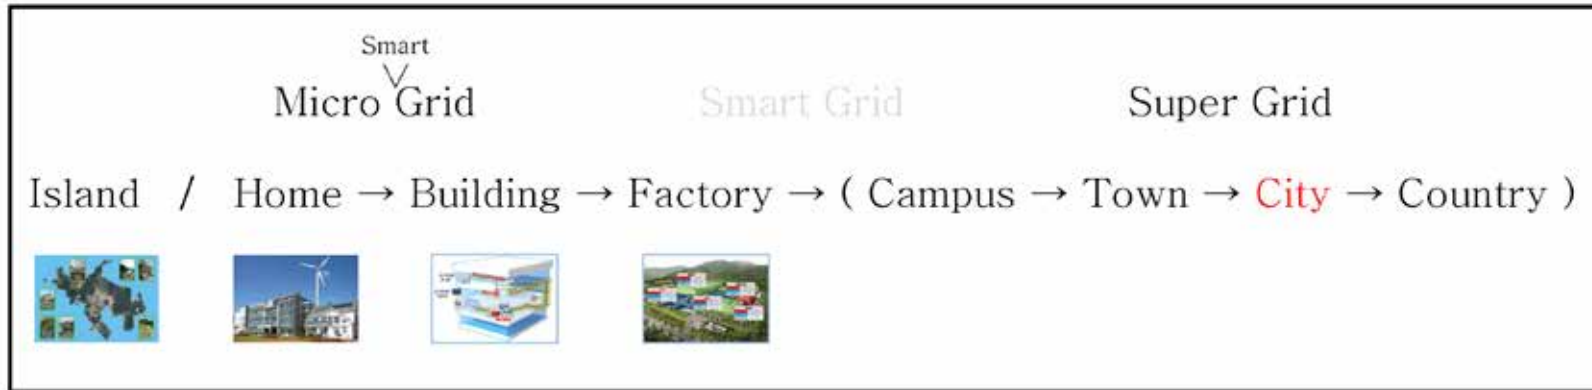 Smart
Micro Grid Smart Grid Super Grid
Island / Home → Building → Factory → ( Campus → Town → City → Country )